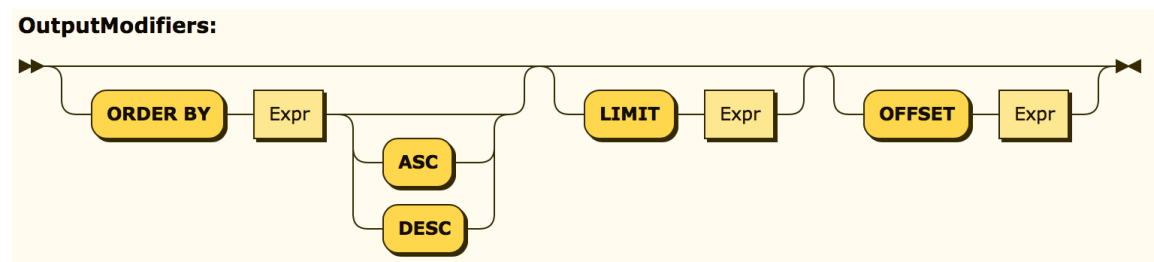 OutputModifiers:
ORDER BY Expr LIMIT Expr OFFSET Expr
ASC
DESC